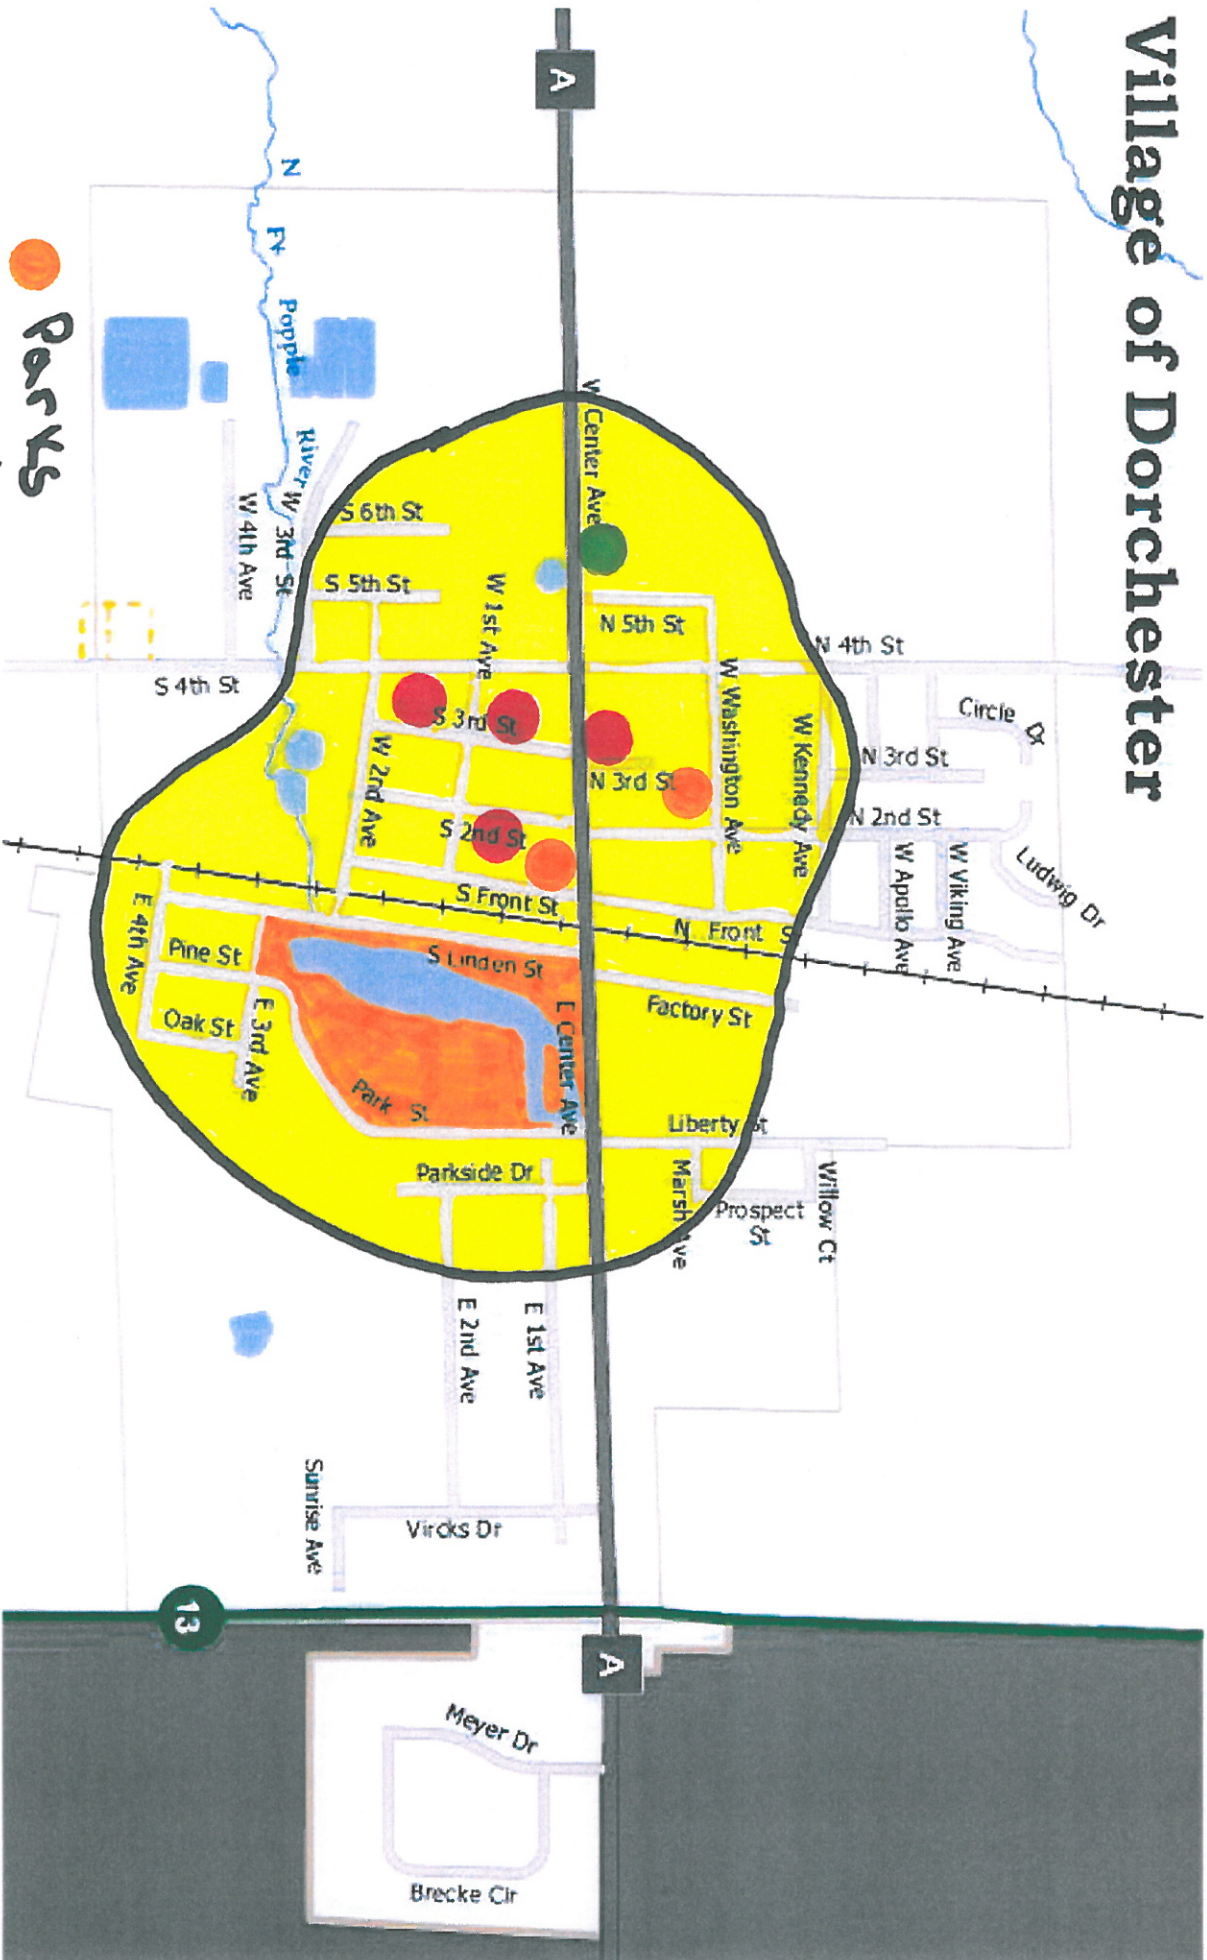 Village of Dorchester
A
N Ft Popple River
Parks
W Center Ave
S 6th St
W 3rd St
W 4th Ave
S 5th St
W 1st Ave
N 5th St
N 4th St
S 4th St
Circle Dr
S 3rd St
W Washington Ave
W Kennedy Ave
N 3rd St
N 3rd St
W 2nd Ave
N 2nd St
S 2nd St
W Apollo Ave
W Viking Ave
Ludwig Dr
S Front St
N Front S
E 4th Ave
Pine St
S Linden St
Factory St
Oak St
E 3rd Ave
E Center Ave
Park St
Liberty St
Parkside Dr
Marsh Ave
Willow Ct
Prospect St
E 2nd Ave
E 1st Ave
Sunrise Ave
Vircks Dr
13
A
Meyer Dr
Brecke Cir